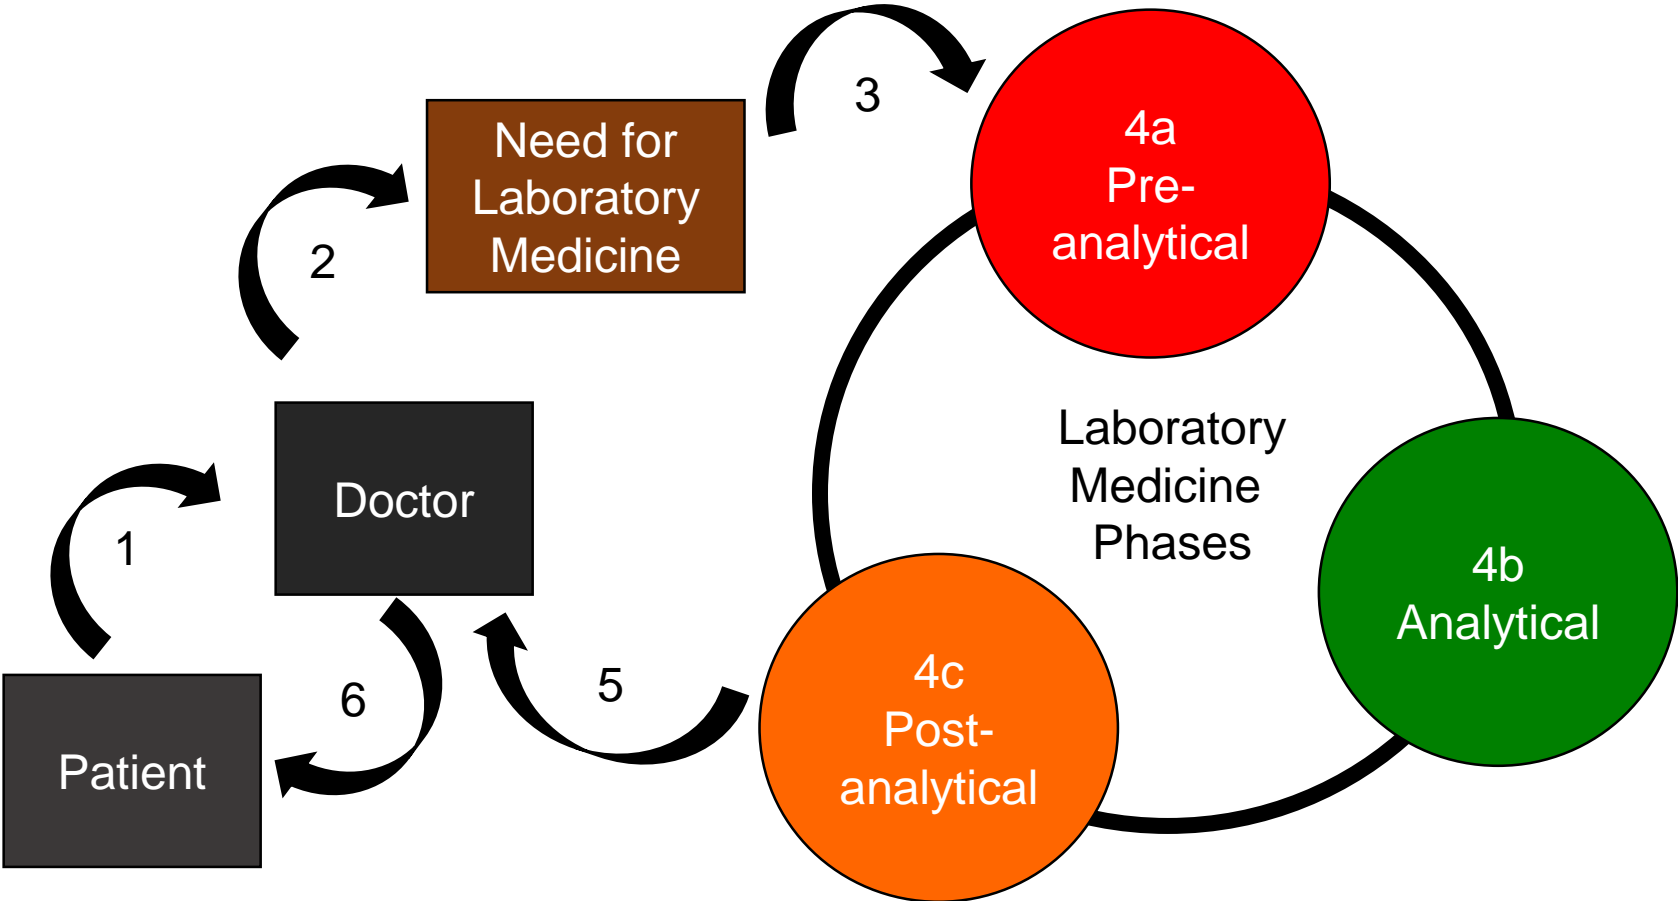 1
Patient
Doctor
2
Need for
Laboratory
Medicine
3
4a
Pre-
analytical
4b
Analytical
4c
Post-
analytical
Laboratory
Medicine
Phases
5
6